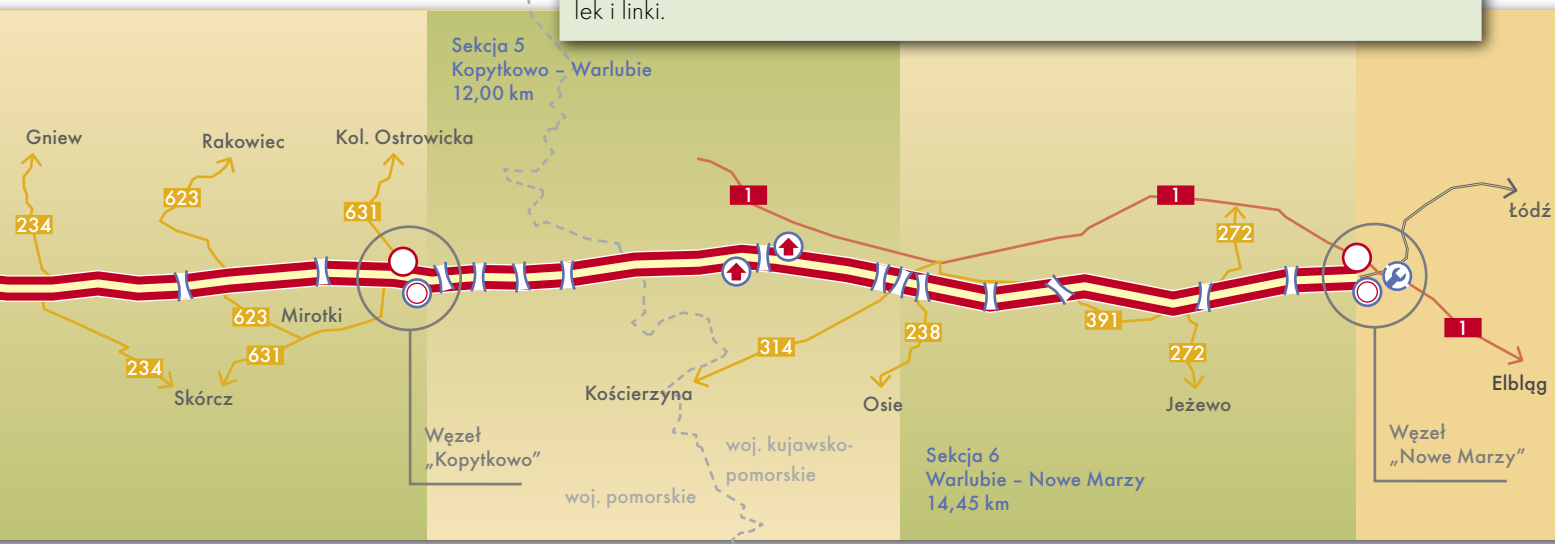 lek i linki.
Sekcja 5
Kopytkowo – Warlubie
12,00 km
Gniew
Rakowiec
Kol. Ostrowicka
623
1
1
Łódź
234
631
272
623
Mirotki
1
391
238
314
631
272
234
Elbląg
Skórcz
Kościerzyna
Osie
Jeżewo
Węzeł
„Kopytkowo”
woj. kujawsko-
pomorskie
woj. pomorskie
Sekcja 6
Warlubie – Nowe Marzy
14,45 km
Węzeł
„Nowe Marzy”